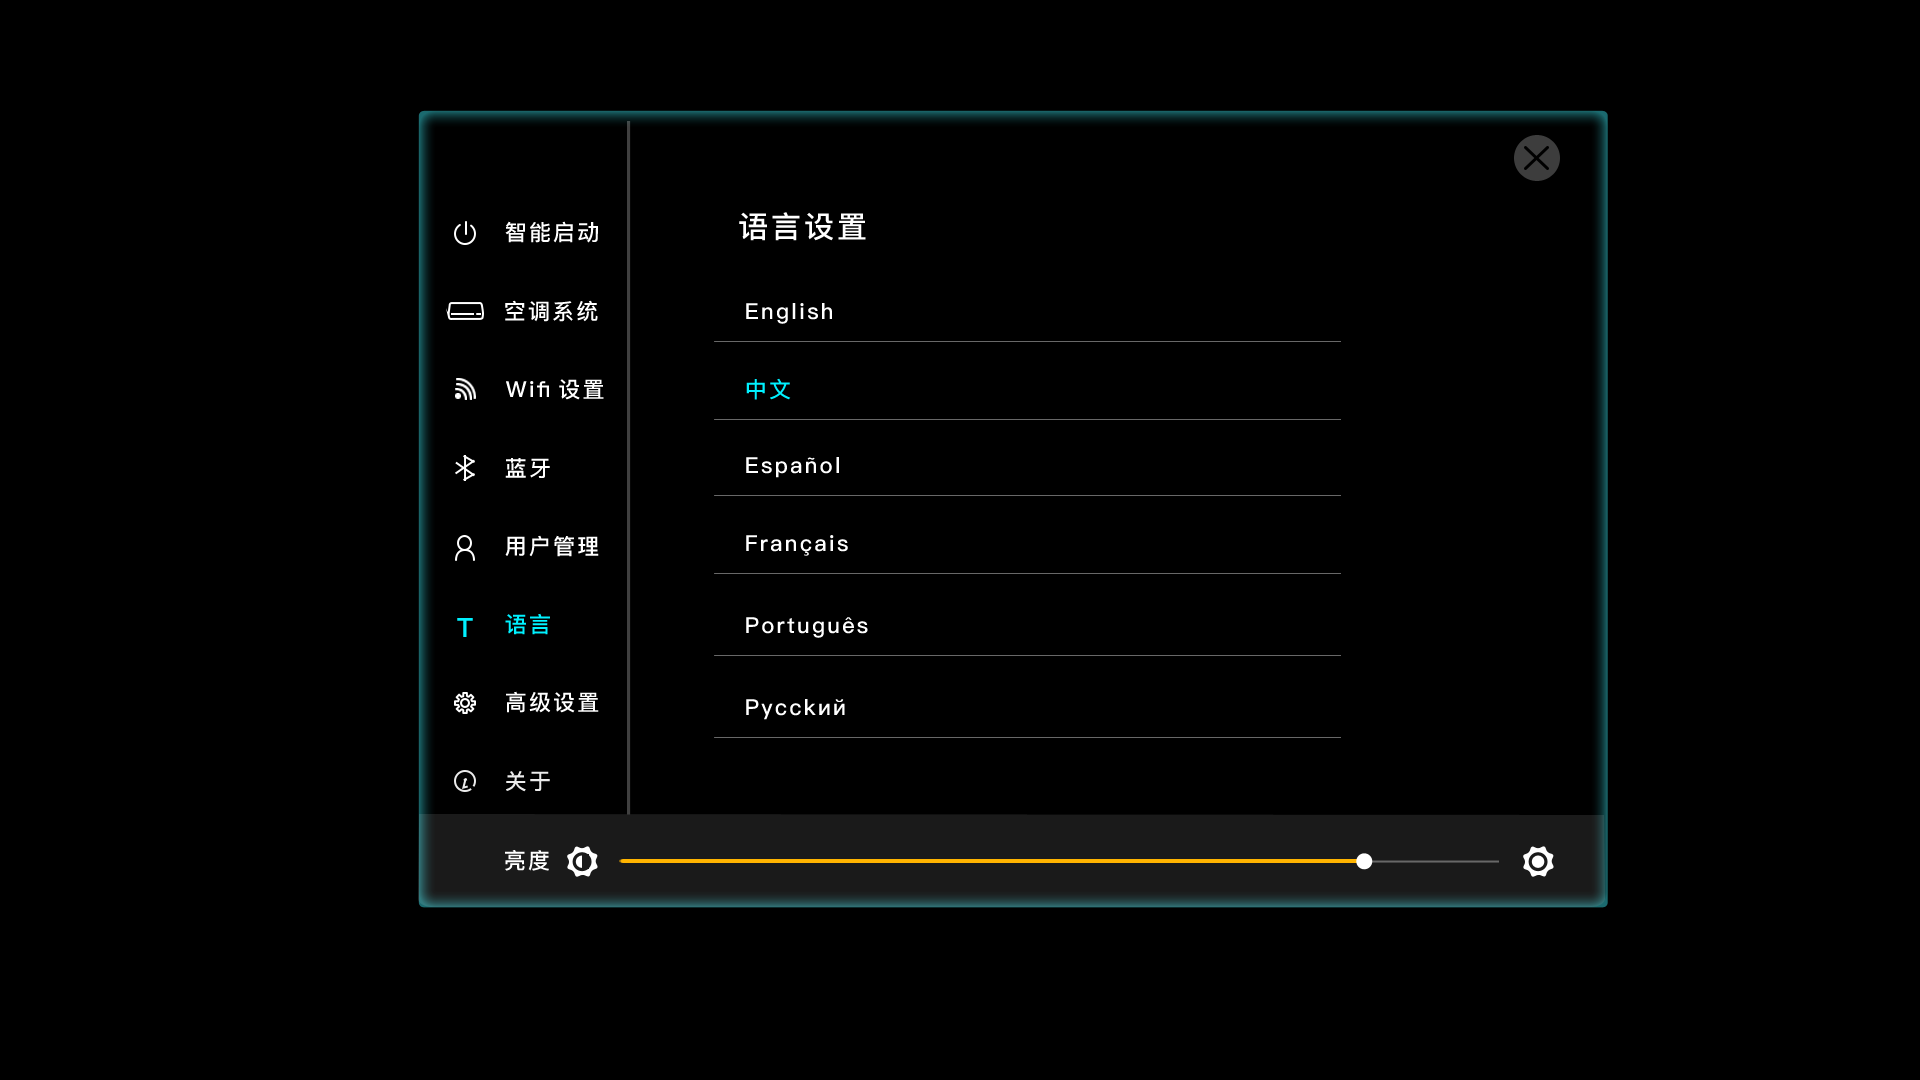 智能启动
空调系统
Wifi 设置
蓝牙
用户管理
T 语言
高级设置
关于
语言设置
English
中文
Español
Français
Português
Русский
亮度